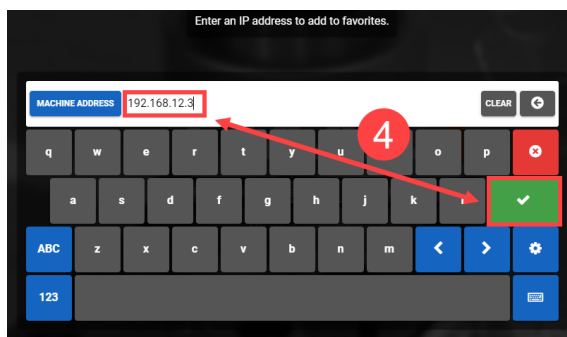 Enter an IP address to add to favorites.
MACHINE ADDRESS 192.168.12.3 CLEAR
4
q w e r t y u o p
a s d f g h j k l
ABC z x c v b n m
123